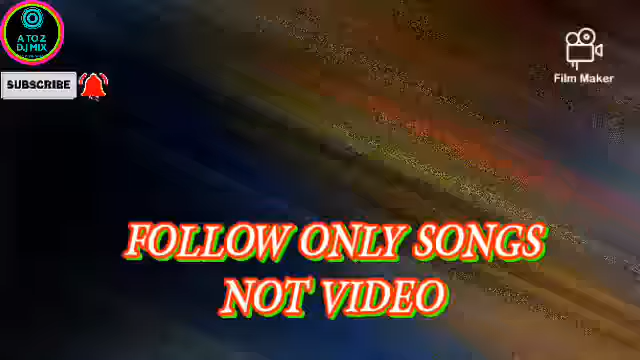 A TO Z
DJ MIX
SUBSCRIBE
Film Maker
FOLLOW ONLY SONGS
NOT VIDEO